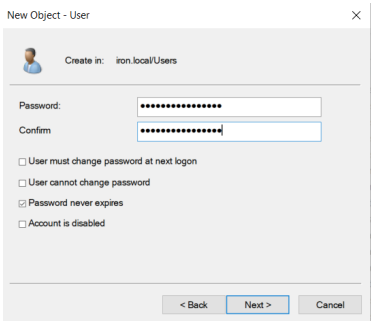 New Object - User
Create in: iron.local/Users
Password: ●●●●●●●●●●●●●●●●
Confirm ●●●●●●●●●●●●●●●●
User must change password at next logon
User cannot change password
Password never expires
Account is disabled
< Back Next > Cancel